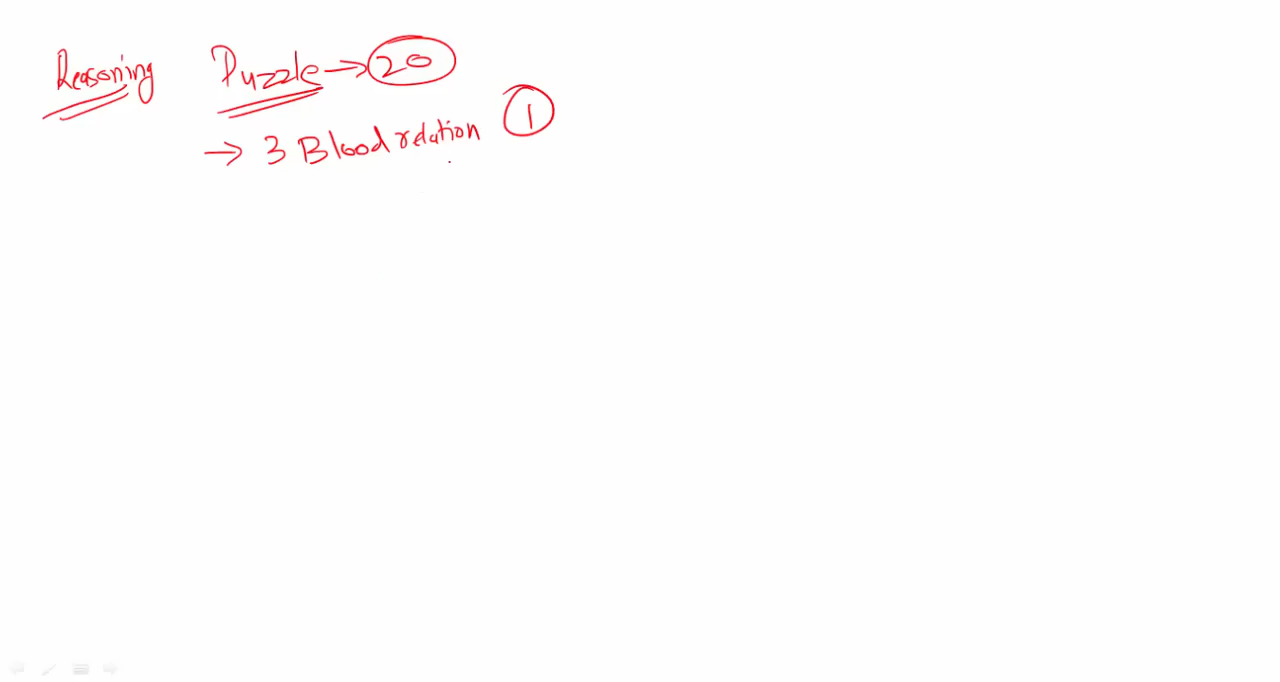 Reasoning Puzzle → 20
→ 3 Blood relation 1